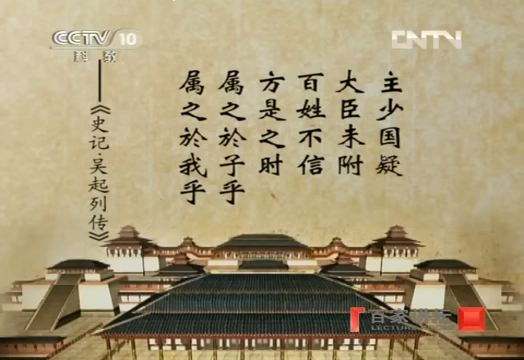 CCTV 10
科教
CNTV
主少国疑
大臣未附
百姓不信
方是之时
属之於子乎
属之於我乎
——《史记·吴起列传》
百家讲坛
LECTURE